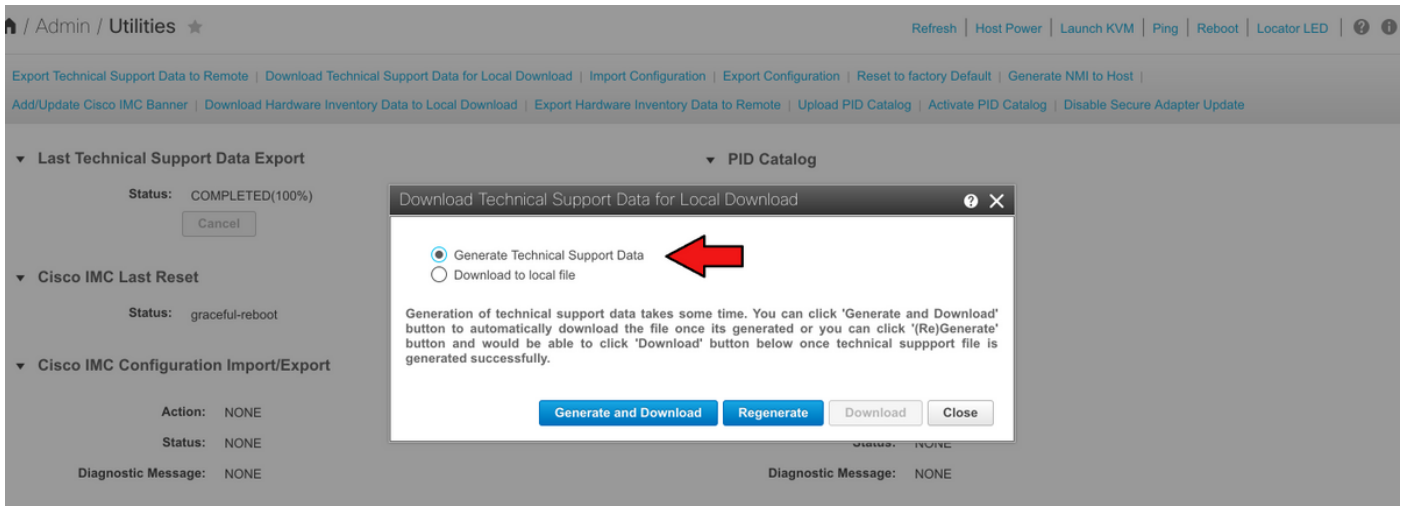 / Admin / Utilities
Refresh | Host Power | Launch KVM | Ping | Reboot | Locator LED |
Export Technical Support Data to Remote | Download Technical Support Data for Local Download | Import Configuration | Export Configuration | Reset to factory Default | Generate NMI to Host |
Add/Update Cisco IMC Banner | Download Hardware Inventory Data to Local Download | Export Hardware Inventory Data to Remote | Upload PID Catalog | Activate PID Catalog | Disable Secure Adapter Update
Last Technical Support Data Export
Status: COMPLETED(100%)
Cancel
Cisco IMC Last Reset
Status: graceful-reboot
Cisco IMC Configuration Import/Export
Action: NONE
Status: NONE
Diagnostic Message: NONE
PID Catalog
Download Technical Support Data for Local Download
Generate Technical Support Data
Download to local file
Generation of technical support data takes some time. You can click 'Generate and Download'
button to automatically download the file once its generated or you can click '(Re)Generate'
button and would be able to click 'Download' button below once technical suppport file is
generated successfully.
Generate and Download Regenerate Download Close
Status: NONE
Diagnostic Message: NONE